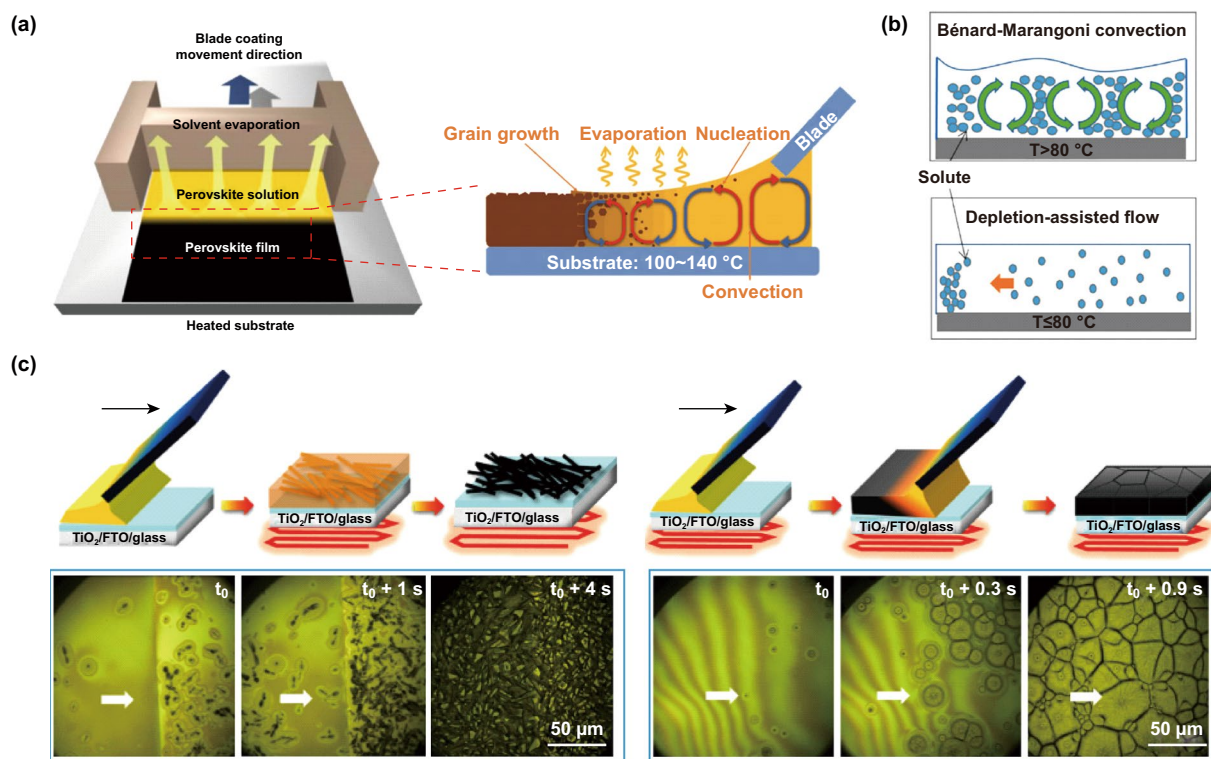 (a)
Blade coating
movement direction
Solvent evaporation
Perovskite solution
Perovskite film
Heated substrate
Grain growth
Evaporation
Nucleation
Blade
Substrate: 100~140 °C
Convection
(b)
Bénard-Marangoni convection
T>80 °C
Solute
Depletion-assisted flow
T≤80 °C
(c)
TiO₂/FTO/glass
TiO₂/FTO/glass
TiO₂/FTO/glass
TiO₂/FTO/glass
TiO₂/FTO/glass
TiO₂/FTO/glass
t₀
t₀ + 1 s
t₀ + 4 s
50 µm
t₀
t₀ + 0.3 s
t₀ + 0.9 s
50 µm